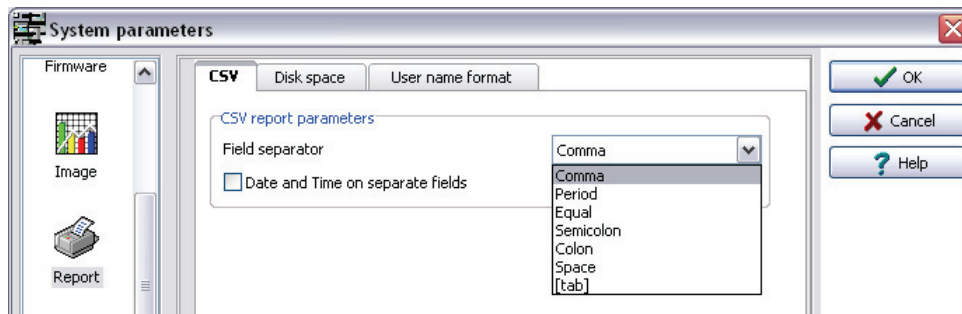 System parameters
Firmware
Image
Report
CSV
Disk space
User name format
CSV report parameters
Field separator
Comma
Comma
Period
Equal
Semicolon
Colon
Space
[tab]
Date and Time on separate fields
OK
Cancel
Help